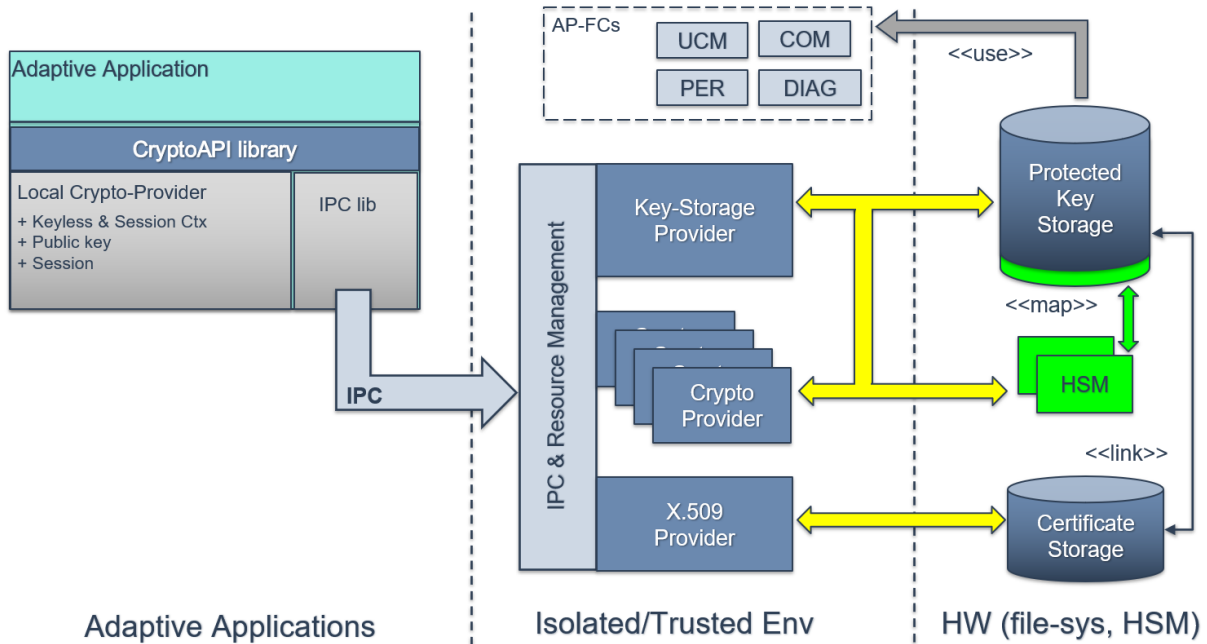 AP-FCs
UCM
COM
PER
DIAG
<<use>>
Adaptive Application
CryptoAPI library
Local Crypto-Provider
+ Keyless & Session Ctx
+ Public key
+ Session
IPC lib
IPC
IPC & Resource Management
Key-Storage
Provider
Crypto
Provider
X.509
Provider
Protected
Key
Storage
<<map>>
HSM
<<link>>
Certificate
Storage
Adaptive Applications
Isolated/Trusted Env
HW (file-sys, HSM)